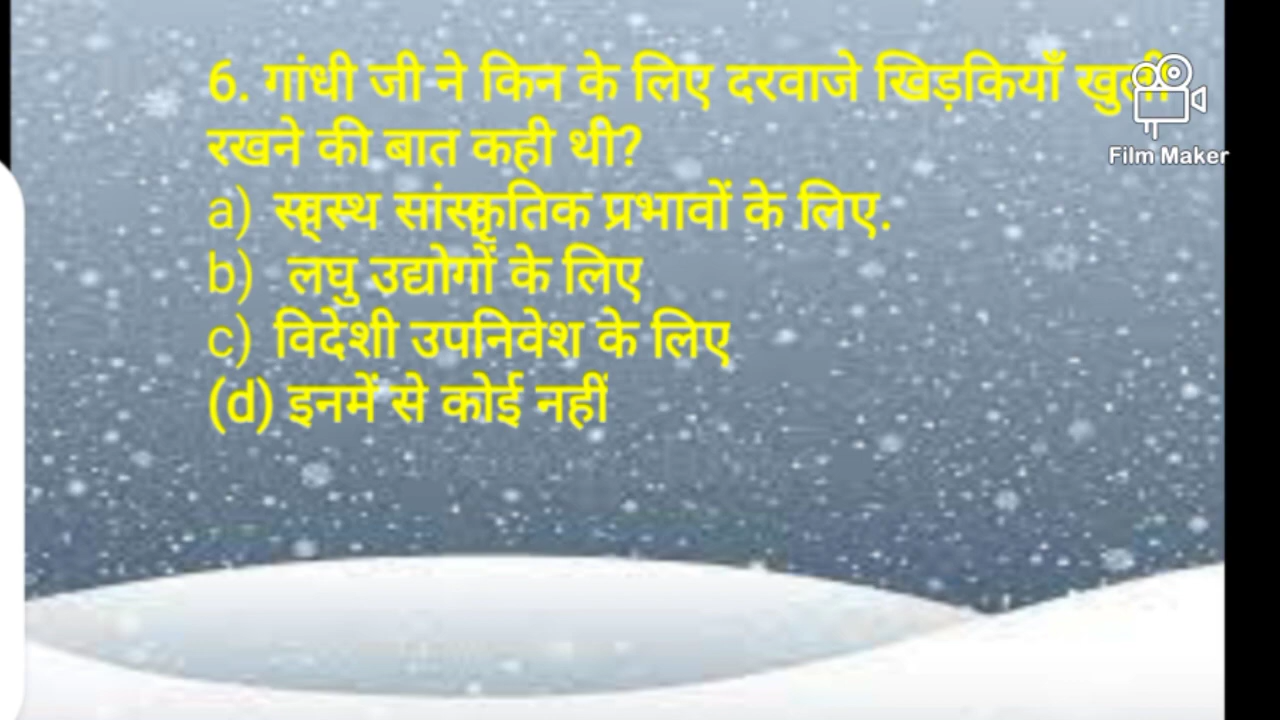 6. गांधी जी ने किन के लिए दरवाजे खिड़कियाँ खुली
Film Maker
रखने की बात कही थी?
a) स्वस्थ सांस्कृतिक प्रभावों के लिए.
b) लघु उद्योगों के लिए
c) विदेशी उपनिवेश के लिए
(d) इनमें से कोई नहीं